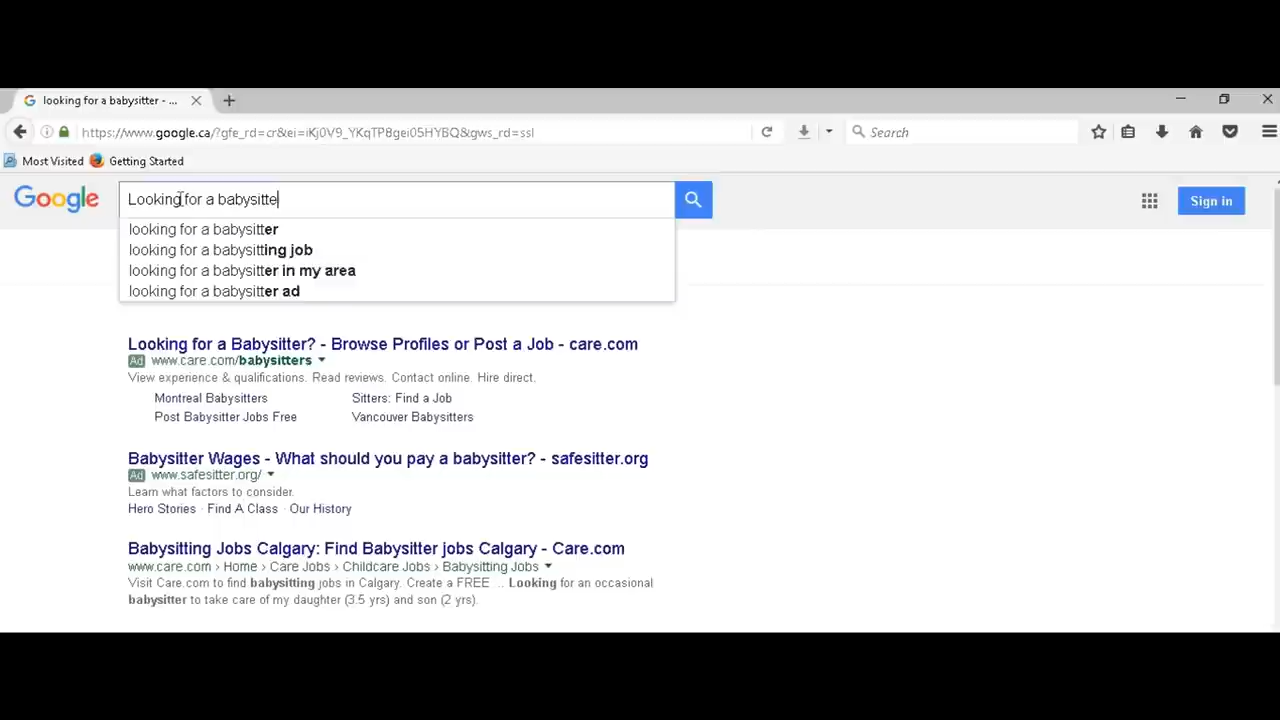 looking for a babysitter - ...
https://www.google.ca/?gfe_rd=cr&ei=iKj0V9_YKqTP8gei05HYBQ&gws_rd=ssl
Search
Most Visited
Getting Started
Google
Looking for a babysitte
Sign in
looking for a babysitter
looking for a babysitting job
looking for a babysitter in my area
looking for a babysitter ad
Looking for a Babysitter? - Browse Profiles or Post a Job - care.com
Ad www.care.com/babysitters
View experience & qualifications. Read reviews. Contact online. Hire direct.
Montreal Babysitters
Sitters: Find a Job
Post Babysitter Jobs Free
Vancouver Babysitters
Babysitter Wages - What should you pay a babysitter? - safesitter.org
Ad www.safesitter.org/
Learn what factors to consider.
Hero Stories · Find A Class · Our History
Babysitting Jobs Calgary: Find Babysitter jobs Calgary - Care.com
www.care.com › Home › Care Jobs › Childcare Jobs › Babysitting Jobs
Visit Care.com to find babysitting jobs in Calgary. Create a FREE ... Looking for an occasional
babysitter to take care of my daughter (3.5 yrs) and son (2 yrs).